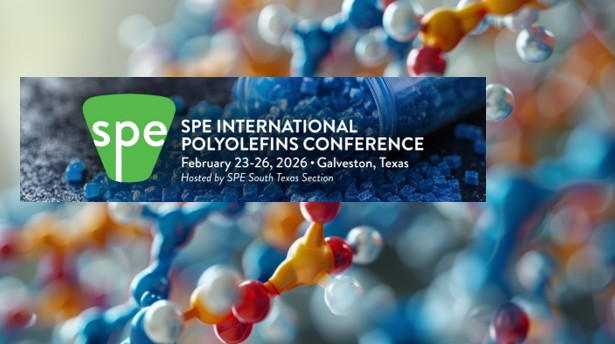 spe
SPE INTERNATIONAL
POLYOLEFINS CONFERENCE
February 23-26, 2026 • Galveston, Texas
Hosted by SPE South Texas Section